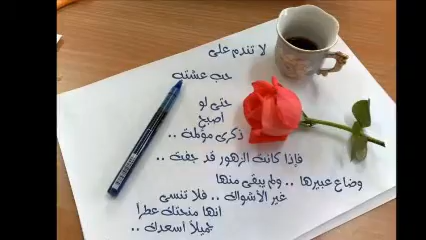 لا تندم على
حب عشته
حتى لو
أصبح
ذكرى مؤلمة ..
فإذا كانت الزهور قد جفت ..
وضاع عبيرها .. ولم يبقى منها
غير الأشواك .. فلا تنسى
انها منحتك عطراً
جميلاً أسعدك ..